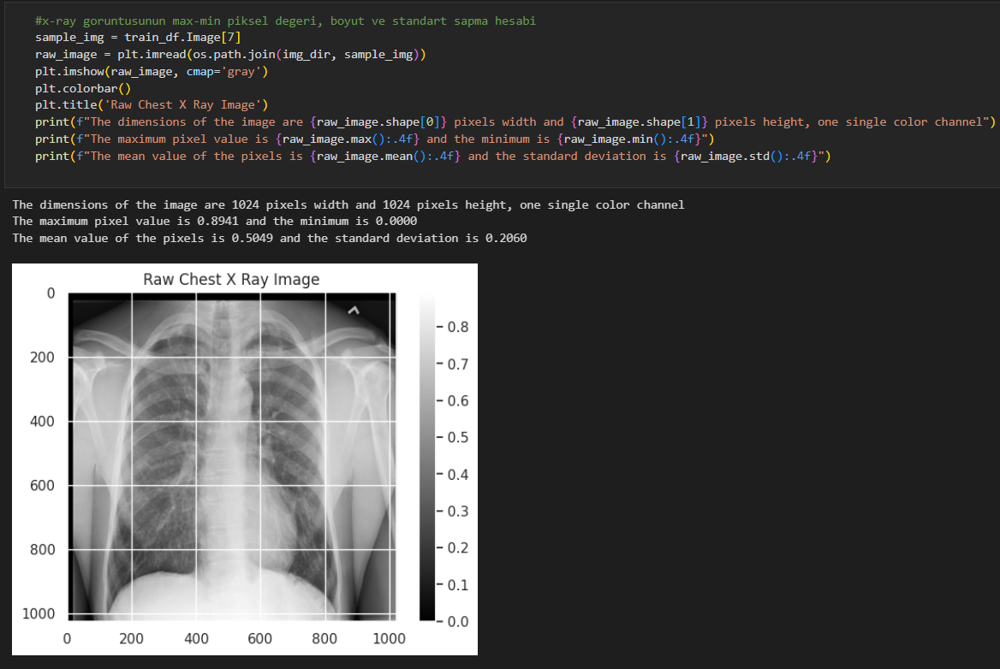 #x-ray goruntusunun max-min piksel degeri, boyut ve standart sapma hesabi
sample_img = train_df.Image[7]
raw_image = plt.imread(os.path.join(img_dir, sample_img))
plt.imshow(raw_image, cmap='gray')
plt.colorbar()
plt.title('Raw Chest X Ray Image')
print(f"The dimensions of the image are {raw_image.shape[0]} pixels width and {raw_image.shape[1]} pixels height, one single color channel")
print(f"The maximum pixel value is {raw_image.max():.4f} and the minimum is {raw_image.min():.4f}")
print(f"The mean value of the pixels is {raw_image.mean():.4f} and the standard deviation is {raw_image.std():.4f}")
The dimensions of the image are 1024 pixels width and 1024 pixels height, one single color channel
The maximum pixel value is 0.8941 and the minimum is 0.0000
The mean value of the pixels is 0.5049 and the standard deviation is 0.2060
Raw Chest X Ray Image
0
200
400
600
800
1000
0 200 400 600 800 1000
0.8
0.7
0.6
0.5
0.4
0.3
0.2
0.1
0.0